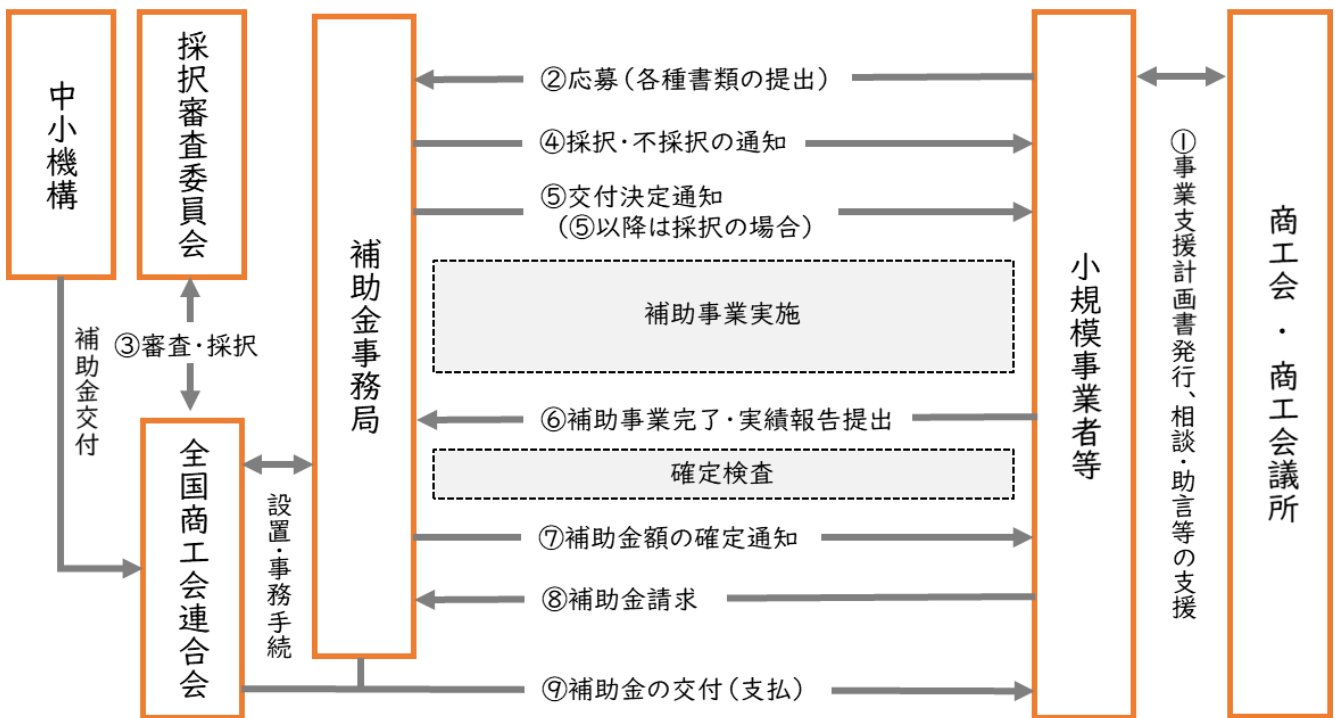 中小機構
採択審査委員会
補助金事務局
小規模事業者等
商工会・商工会議所
全国商工会連合会
①事業支援計画書発行、相談・助言等の支援
②応募(各種書類の提出)
③審査・採択
④採択・不採択の通知
⑤交付決定通知
(⑤以降は採択の場合)
補助事業実施
補助金交付
⑥補助事業完了・実績報告提出
確定検査
設置・事務手続
⑦補助金額の確定通知
⑧補助金請求
⑨補助金の交付(支払)